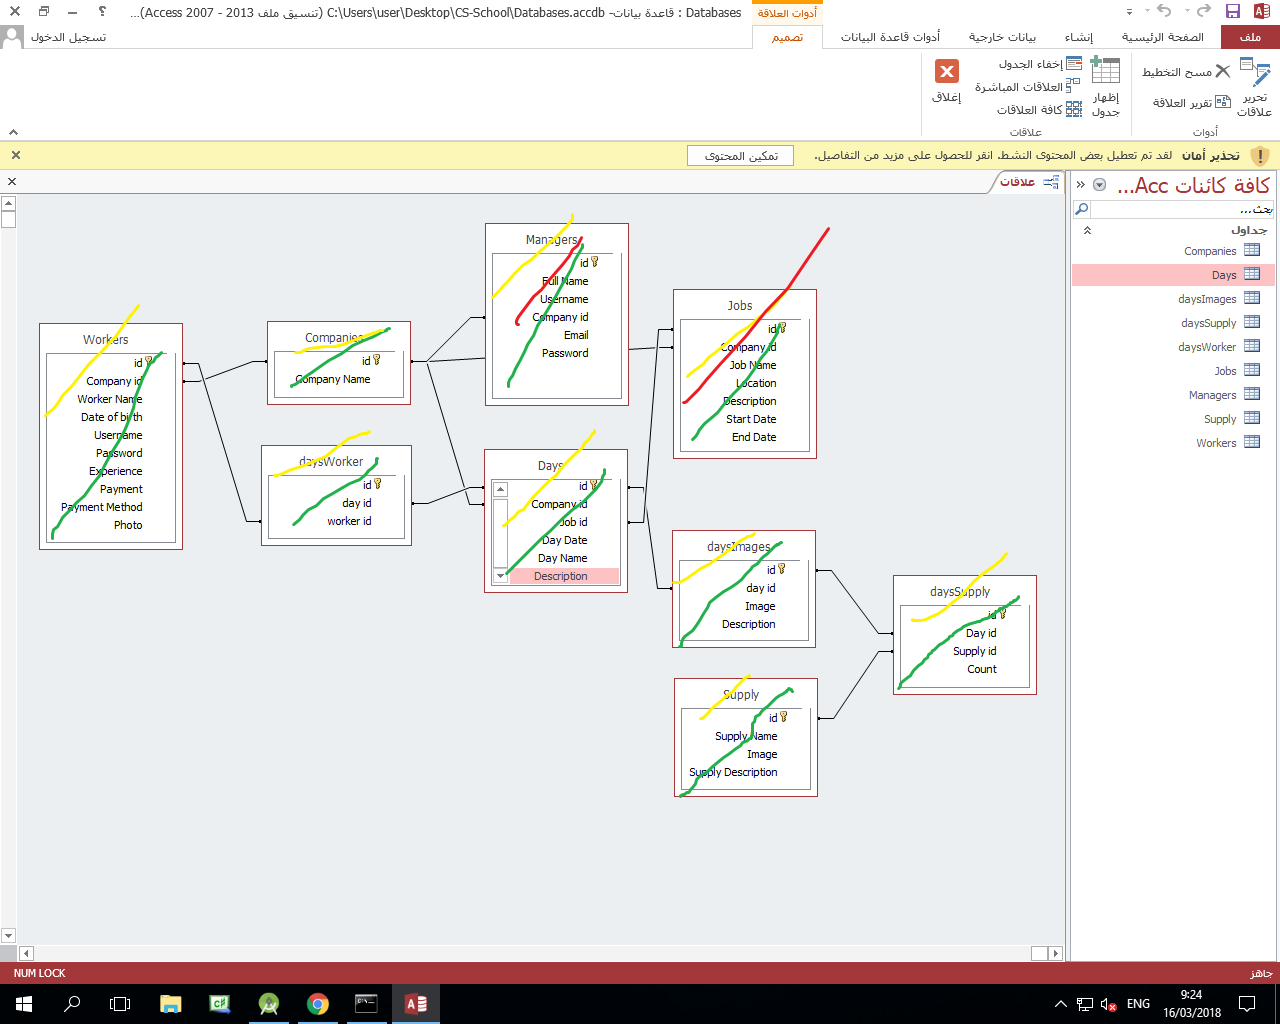 Databases : قاعدة بيانات- C:\Users\user\Desktop\CS-School\Databases.accdb (تنسيق ملف Access 2007 - 2013)...
أدوات العلاقة
ملف
الصفحة الرئيسية
إنشاء
بيانات خارجية
أدوات قاعدة البيانات
تصميم
تسجيل الدخول
تحرير علاقات
مسح التخطيط
تقرير العلاقة
أدوات
إظهار جدول
إخفاء الجدول
العلاقات المباشرة
كافة العلاقات
إغلاق
علاقات
تحذير أمان لقد تم تعطيل بعض المحتوى النشط. انقر للحصول على مزيد من التفاصيل.
تمكين المحتوى
كافة كائنات Acc...
بحث...
جداول
Companies
Days
daysImages
daysSupply
daysWorker
Jobs
Managers
Supply
Workers
علاقات
Workers
id
Company id
Worker Name
Date of birth
Username
Password
Experience
Payment
Payment Method
Photo
Companies
id
Company Name
daysWorker
id
day id
worker id
Managers
id
Full Name
Username
Company id
Email
Password
Days
id
Company id
Job id
Day Date
Day Name
Description
Jobs
id
Company id
Job Name
Location
Description
Start Date
End Date
daysImages
id
day id
Image
Description
Supply
id
Supply Name
Image
Supply Description
daysSupply
id
Day id
Supply id
Count
NUM LOCK
جاهز
ENG
9:24
16/03/2018